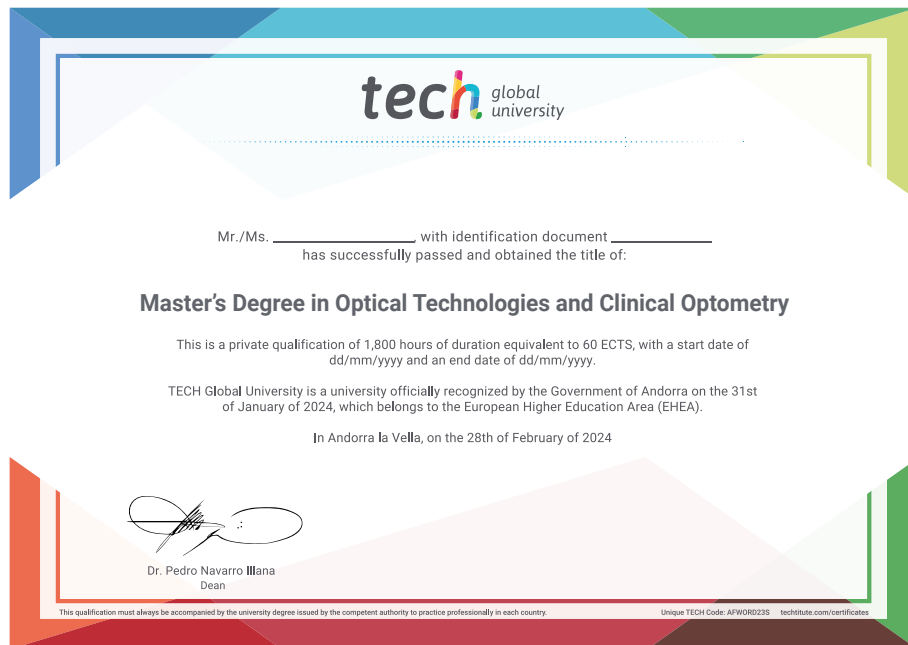 tech global university
Mr./Ms. ________________, with identification document ____________
has successfully passed and obtained the title of:
Master's Degree in Optical Technologies and Clinical Optometry
This is a private qualification of 1,800 hours of duration equivalent to 60 ECTS, with a start date of
dd/mm/yyyy and an end date of dd/mm/yyyy.
TECH Global University is a university officially recognized by the Government of Andorra on the 31st
of January of 2024, which belongs to the European Higher Education Area (EHEA).
In Andorra la Vella, on the 28th of February of 2024
Dr. Pedro Navarro Illana
Dean
This qualification must always be accompanied by the university degree issued by the competent authority to practice professionally in each country.
Unique TECH Code: AFWORD23S techtitute.com/certificates